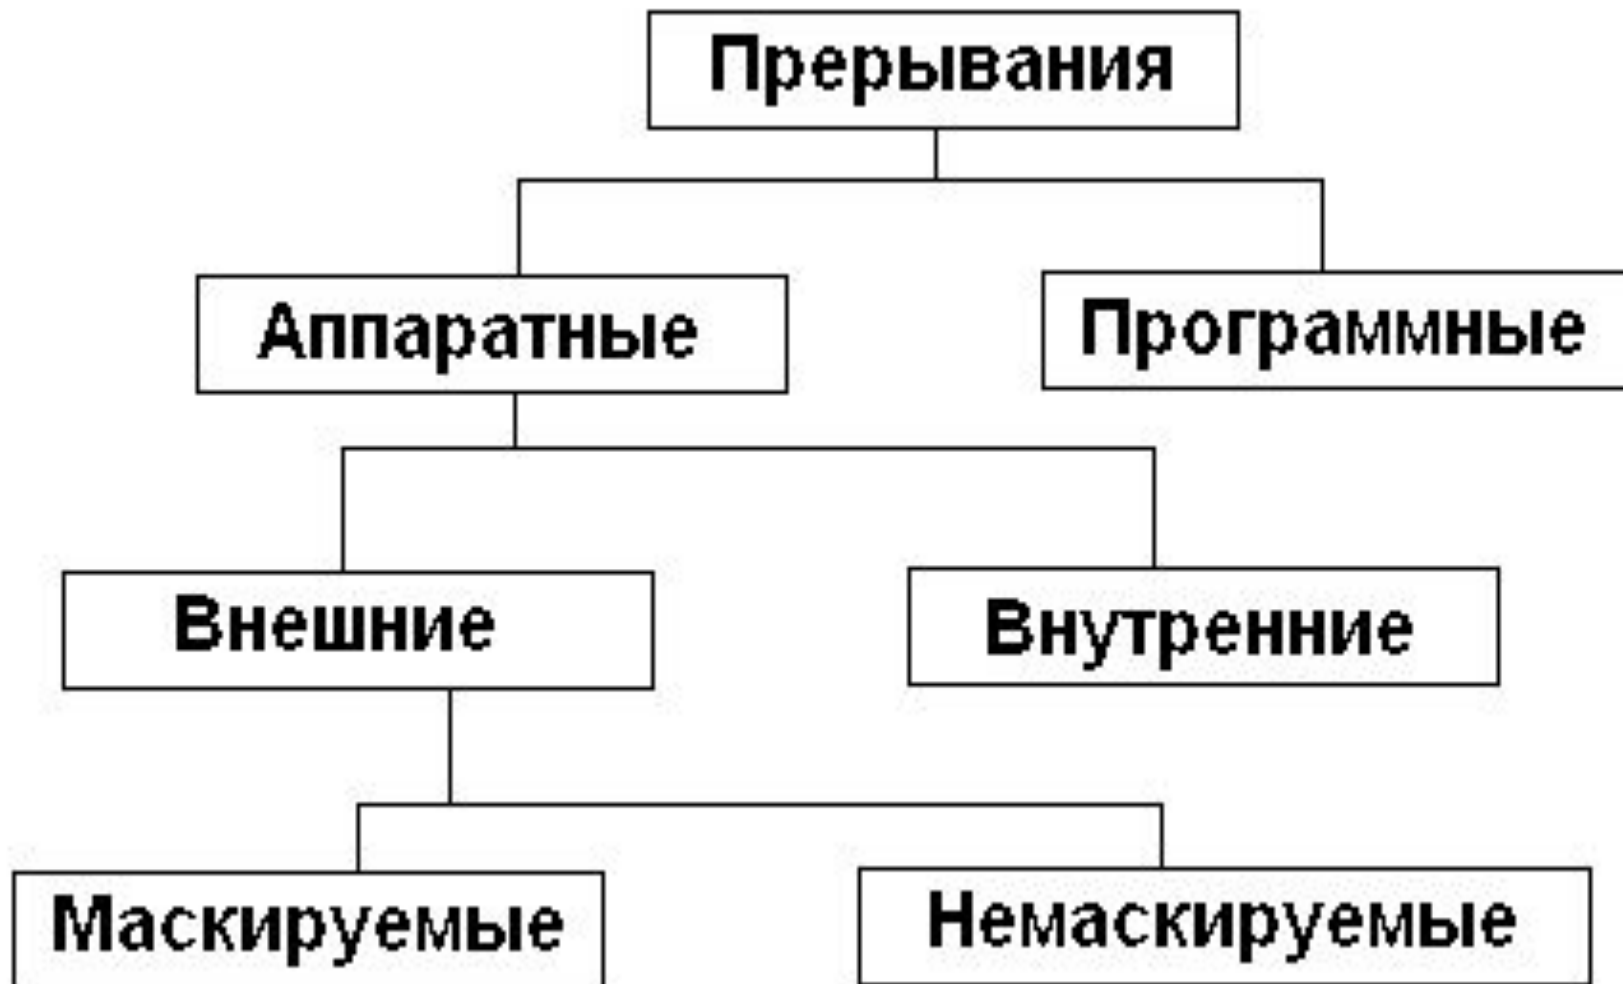 Прерывания
Аппаратные
Программные
Внешние
Внутренние
Маскируемые
Немаскируемые